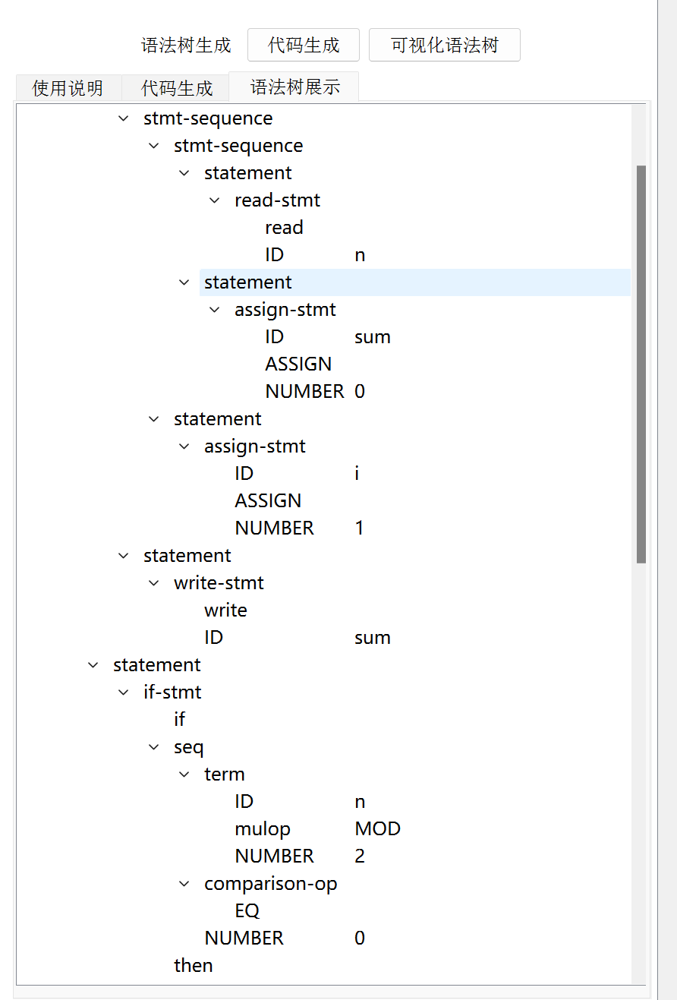 语法树生成 代码生成 可视化语法树
使用说明 代码生成 语法树展示
stmt-sequence
stmt-sequence
statement
read-stmt
read
ID n
statement
assign-stmt
ID sum
ASSIGN
NUMBER 0
statement
assign-stmt
ID i
ASSIGN
NUMBER 1
statement
write-stmt
write
ID sum
statement
if-stmt
if
seq
term
ID n
mulop MOD
NUMBER 2
comparison-op
EQ
NUMBER 0
then